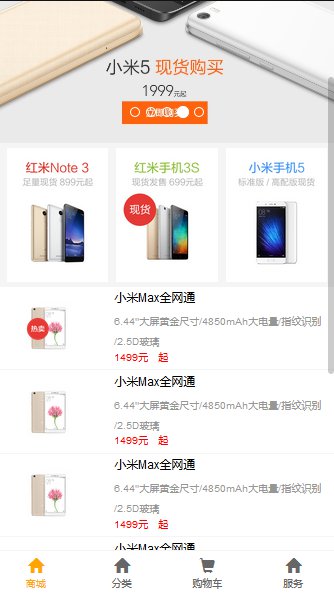 小米5 现货购买
1999元起
红米Note 3
足量现货 899元起
红米手机3S
现货发售 699元起
现货
小米手机5
标准版 / 高配版现货
热卖
小米Max全网通
6.44''大屏黄金尺寸/4850mAh大电量/指纹识别
/2.5D玻璃
1499元 起
小米Max全网通
6.44''大屏黄金尺寸/4850mAh大电量/指纹识别
/2.5D玻璃
1499元 起
小米Max全网通
6.44''大屏黄金尺寸/4850mAh大电量/指纹识别
/2.5D玻璃
1499元 起
小米Max全网通
商城
分类
购物车
服务